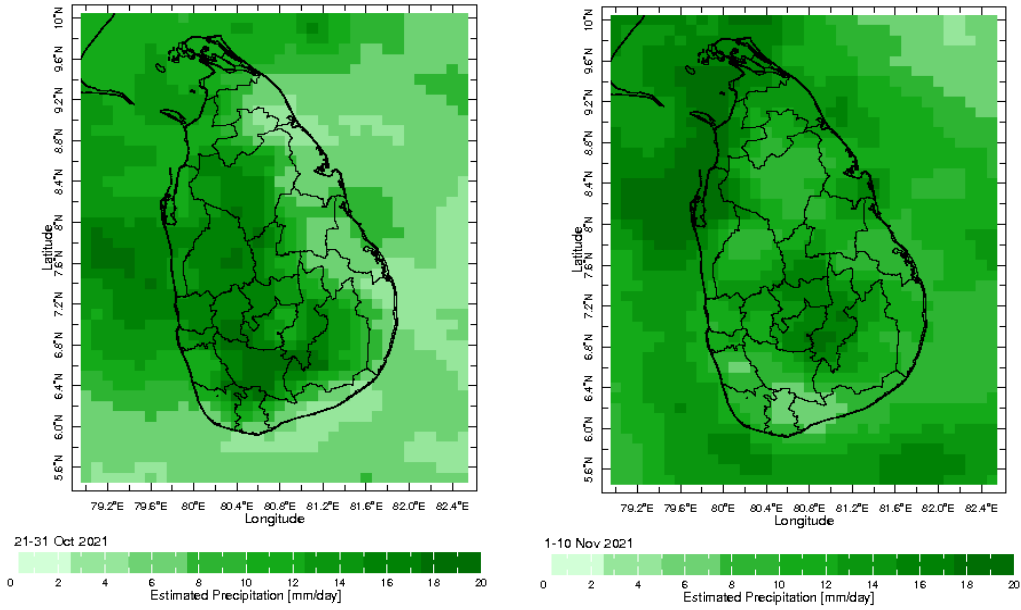 10°N
9.6°N
9.2°N
8.8°N
8.4°N
8°N
7.6°N
7.2°N
6.8°N
6.4°N
6.0°N
5.6°N
Latitude
79.2°E 79.6°E 80°E 80.4°E 80.8°E 81.2°E 81.6°E 82.0°E 82.4°E
Longitude
21-31 Oct 2021
0 2 4 6 8 10 12 14 16 18 20
Estimated Precipitation [mm/day]
10°N
9.6°N
9.2°N
8.8°N
8.4°N
8°N
7.6°N
7.2°N
6.8°N
6.4°N
6.0°N
5.6°N
Latitude
79.2°E 79.6°E 80°E 80.4°E 80.8°E 81.2°E 81.6°E 82.0°E 82.4°E
Longitude
1-10 Nov 2021
0 2 4 6 8 10 12 14 16 18 20
Estimated Precipitation [mm/day]